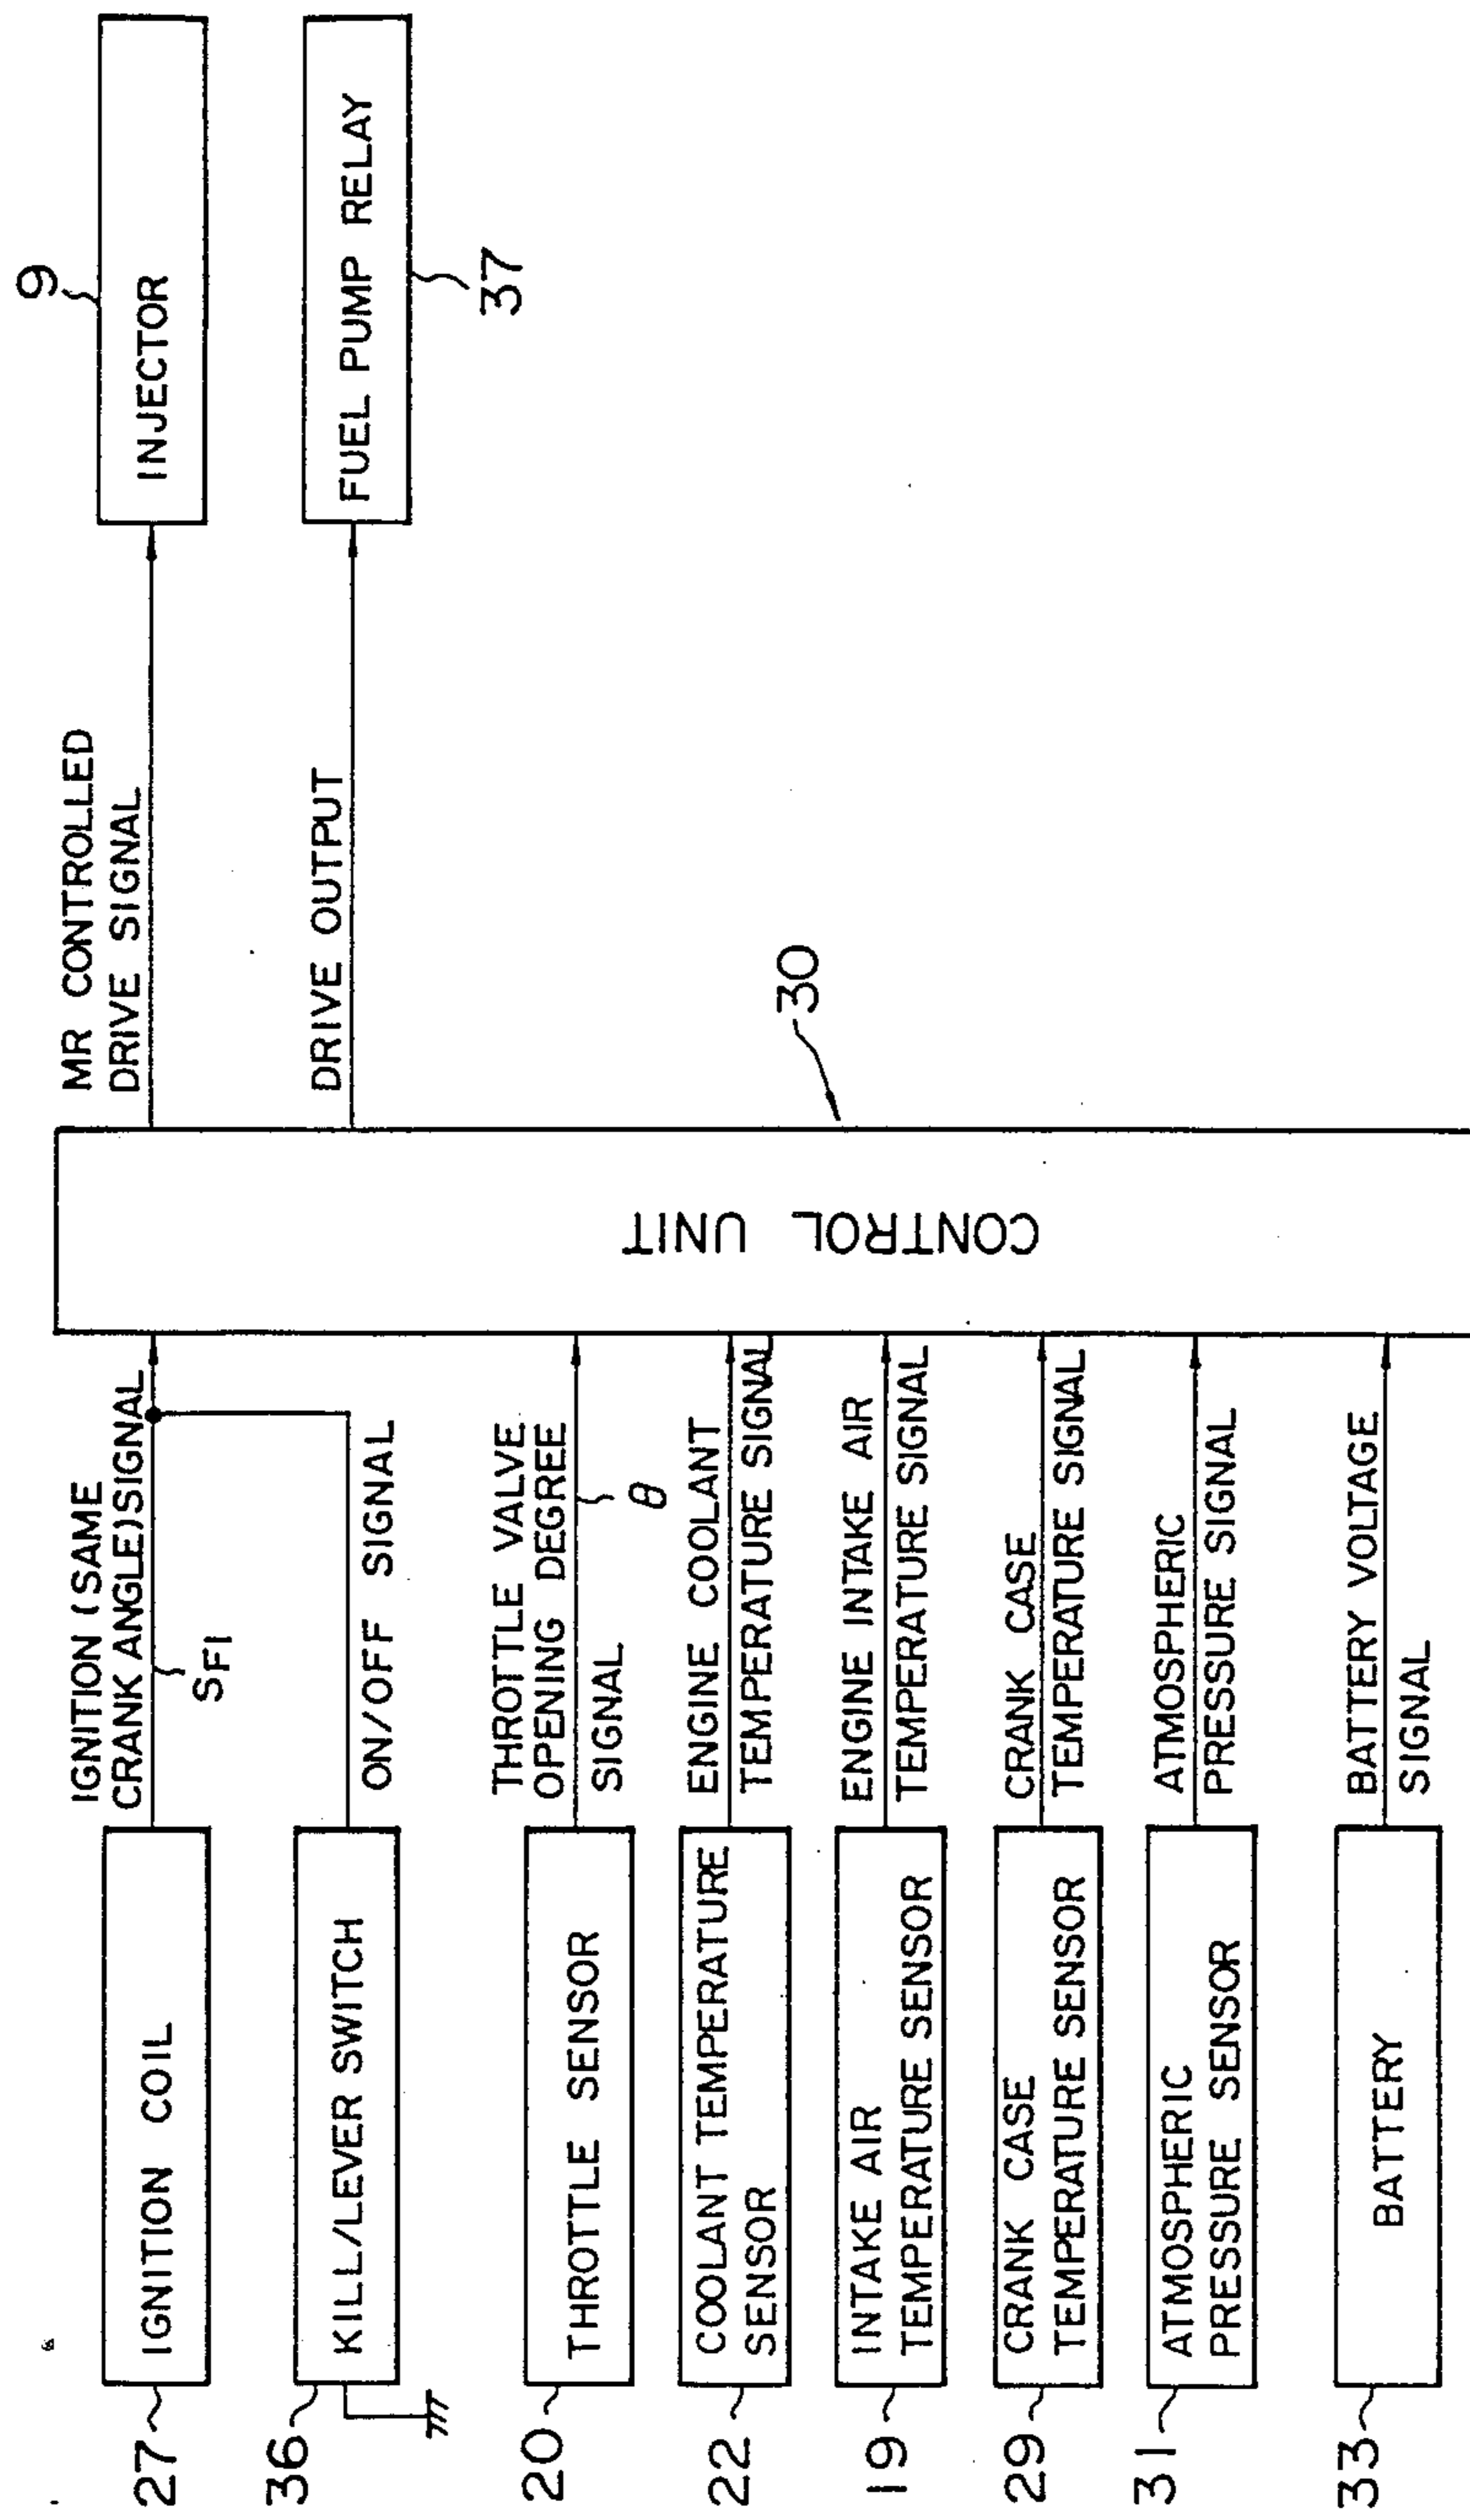 27
IGNITION COIL
IGNITION (SAME
CRANK ANGLE) SIGNAL
SFI
36
KILL/LEVER SWITCH
ON/OFF SIGNAL
20
THROTTLE SENSOR
THROTTLE VALVE
OPENING DEGREE
SIGNAL
θ
22
COOLANT TEMPERATURE
SENSOR
ENGINE COOLANT
TEMPERATURE SIGNAL
19
INTAKE AIR
TEMPERATURE SENSOR
ENGINE INTAKE AIR
TEMPERATURE SIGNAL
29
CRANK CASE
TEMPERATURE SENSOR
CRANK CASE
TEMPERATURE SIGNAL
31
ATMOSPHERIC
PRESSURE SENSOR
ATMOSPHERIC
PRESSURE SIGNAL
33
BATTERY
BATTERY VOLTAGE
SIGNAL
CONTROL UNIT
30
MR CONTROLLED
DRIVE SIGNAL
9
INJECTOR
DRIVE OUTPUT
FUEL PUMP RELAY
37